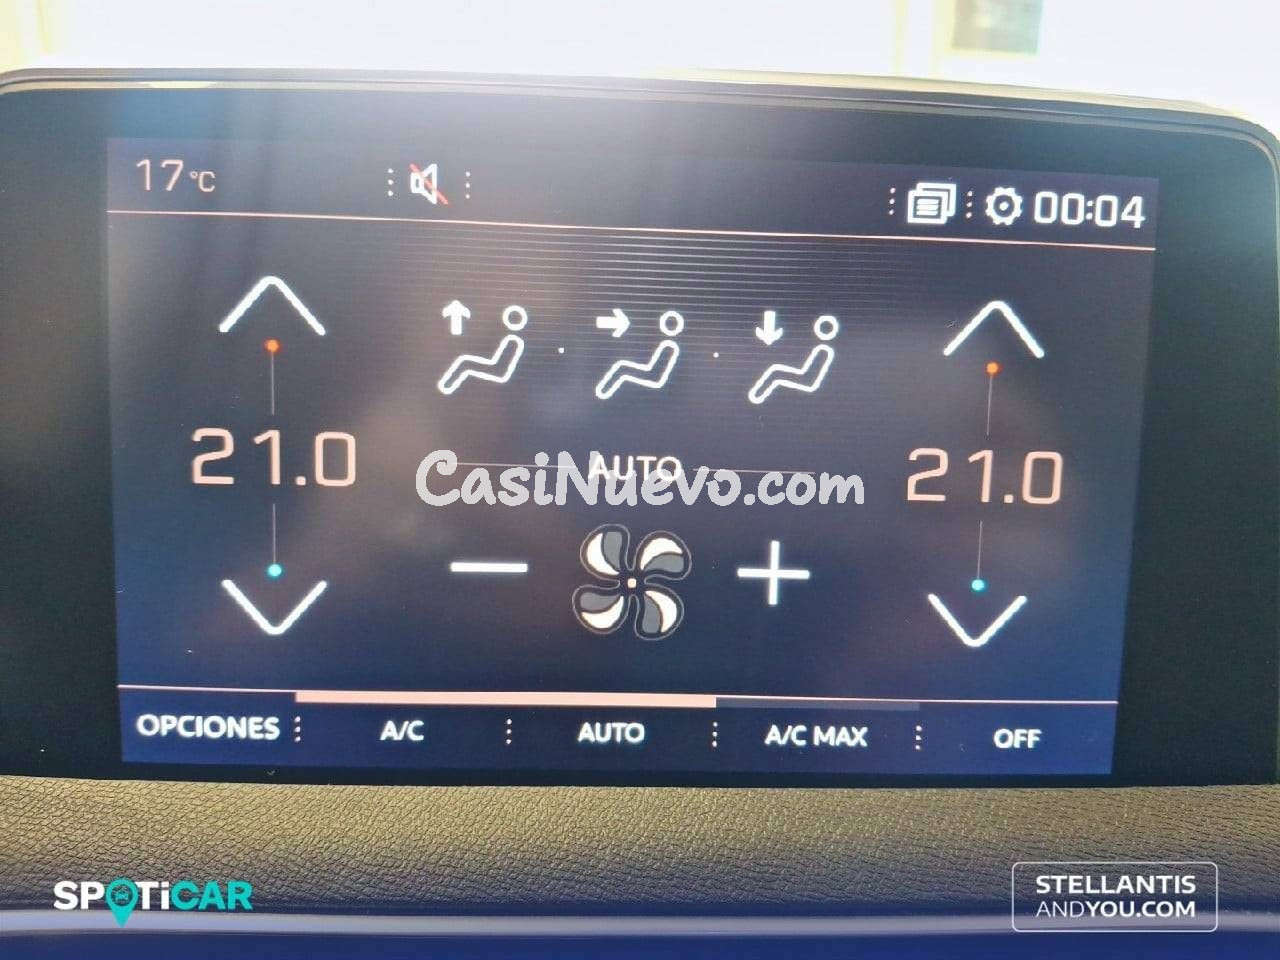 17°C
00:04
21.0
21.0
AUTO
CasiNuevo.com
OPCIONES
A/C
AUTO
A/C MAX
OFF
SPOTiCAR
STELLANTIS
ANDYOU.COM